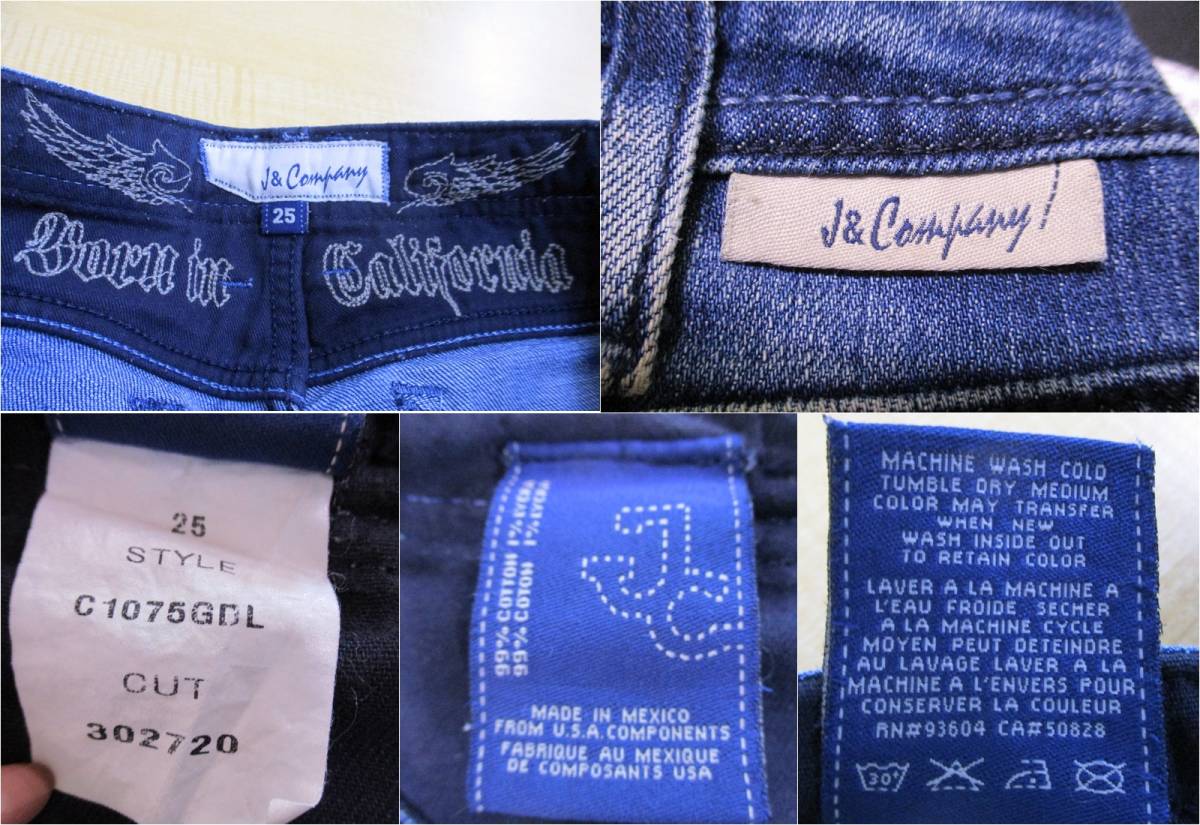 J & Company
25
Born in California
J & Company
25
STYLE
C1075GDL
CUT
302720
99% COTTON 1% LYCRA
99% COTON 1% LYCRA
MADE IN MEXICO
FROM U.S.A. COMPONENTS
FABRIQUE AU MEXIQUE
DE COMPOSANTS USA
MACHINE WASH COLD
TUMBLE DRY MEDIUM
COLOR MAY TRANSFER
WHEN NEW
WASH INSIDE OUT
TO RETAIN COLOR
LAVER A LA MACHINE A
L'EAU FROIDE SECHER
A LA MACHINE CYCLE
MOYEN PEUT DETEINDRE
AU LAVAGE LAVER A LA
MACHINE A L'ENVERS POUR
CONSERVER LA COULEUR
RN#93604 CA#50828
30°